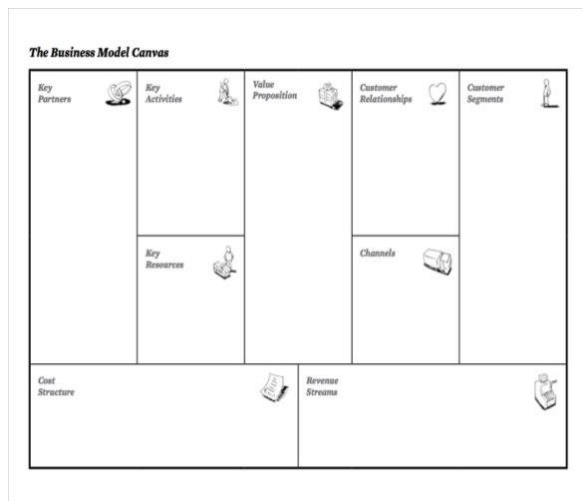 The Business Model Canvas
Key
Partners
Key
Activities
Value
Proposition
Customer
Relationships
Customer
Segments
Key
Resources
Channels
Cost
Structure
Revenue
Streams